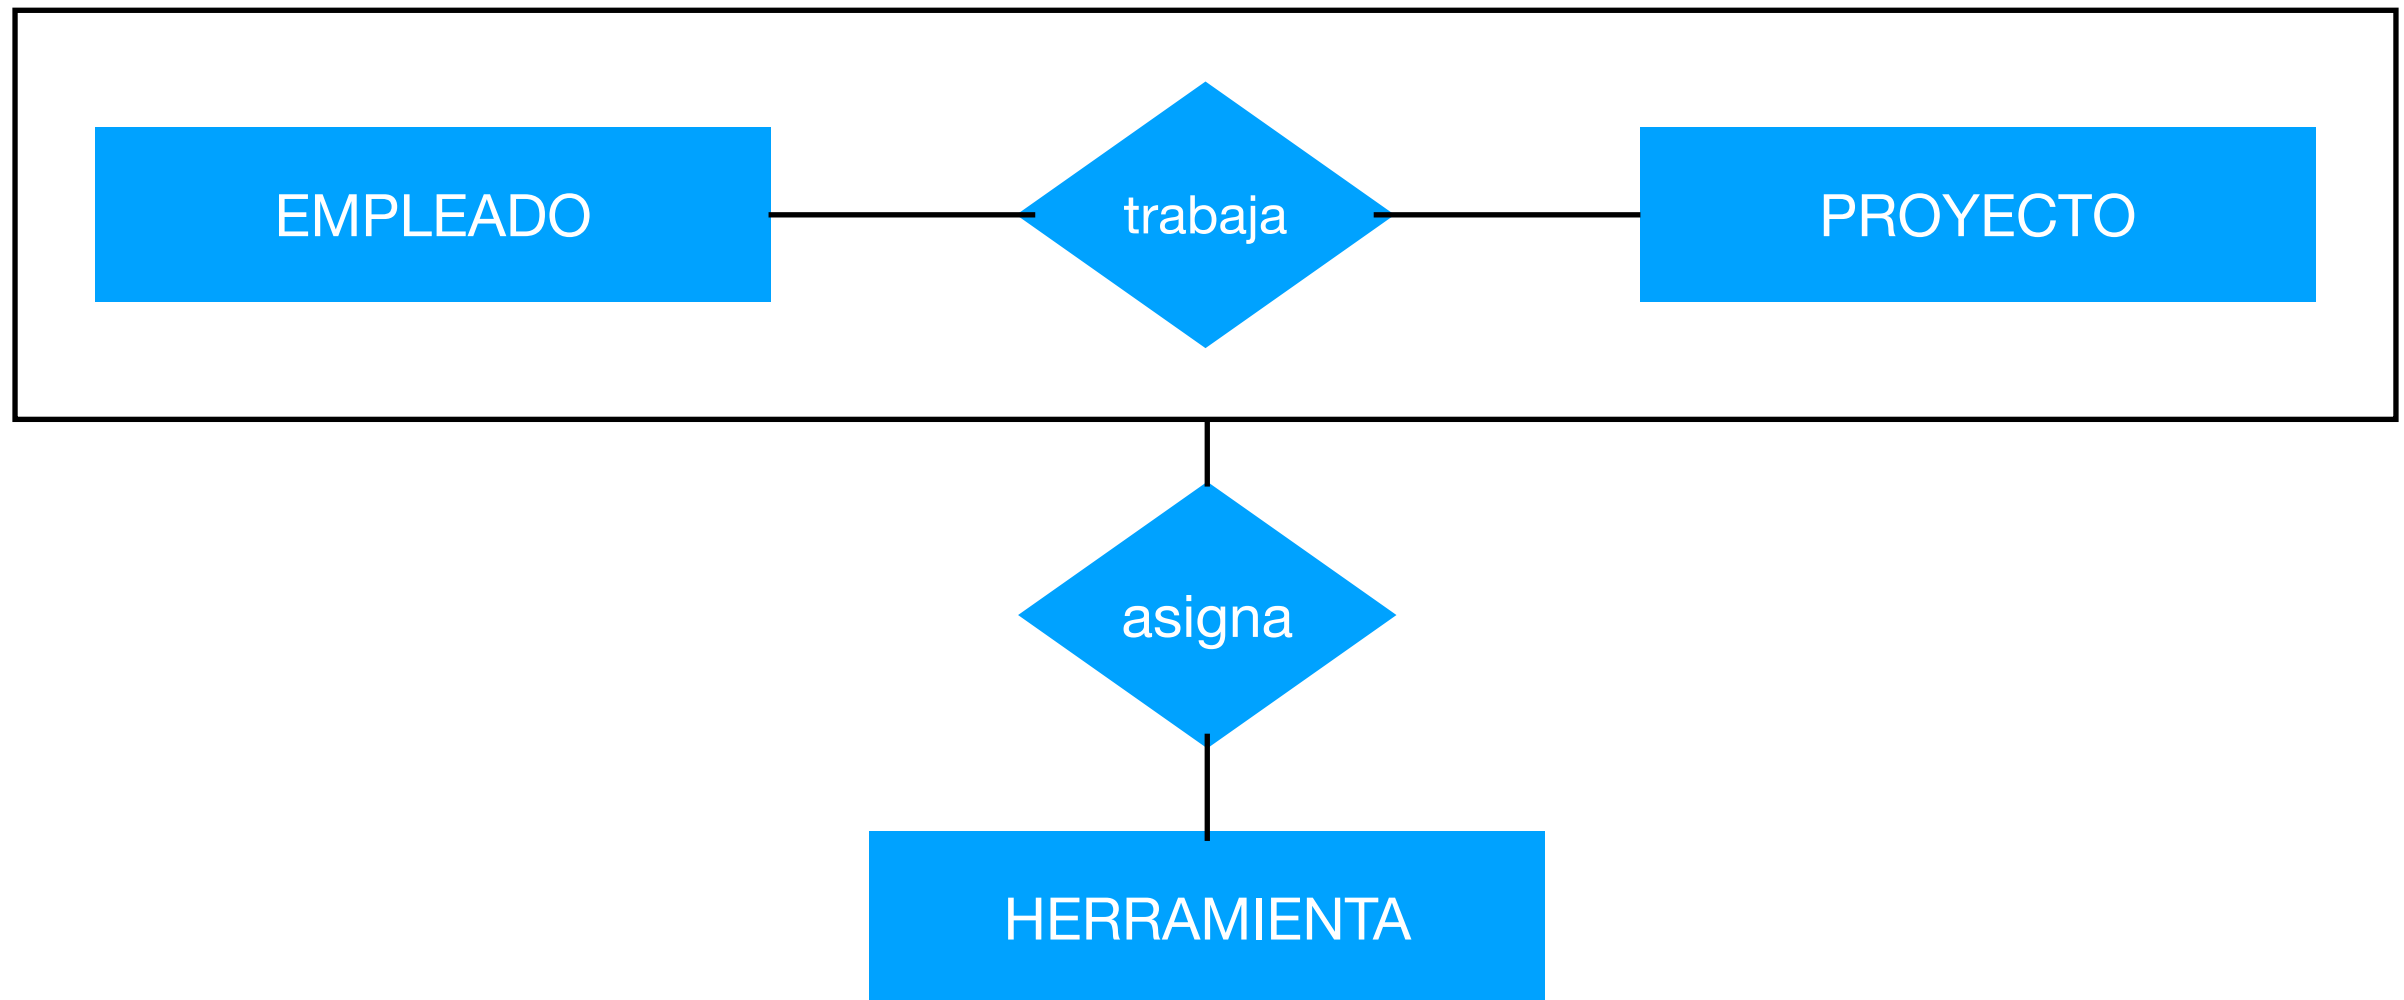 EMPLEADO
trabaja
PROYECTO
asigna
HERRAMIENTA